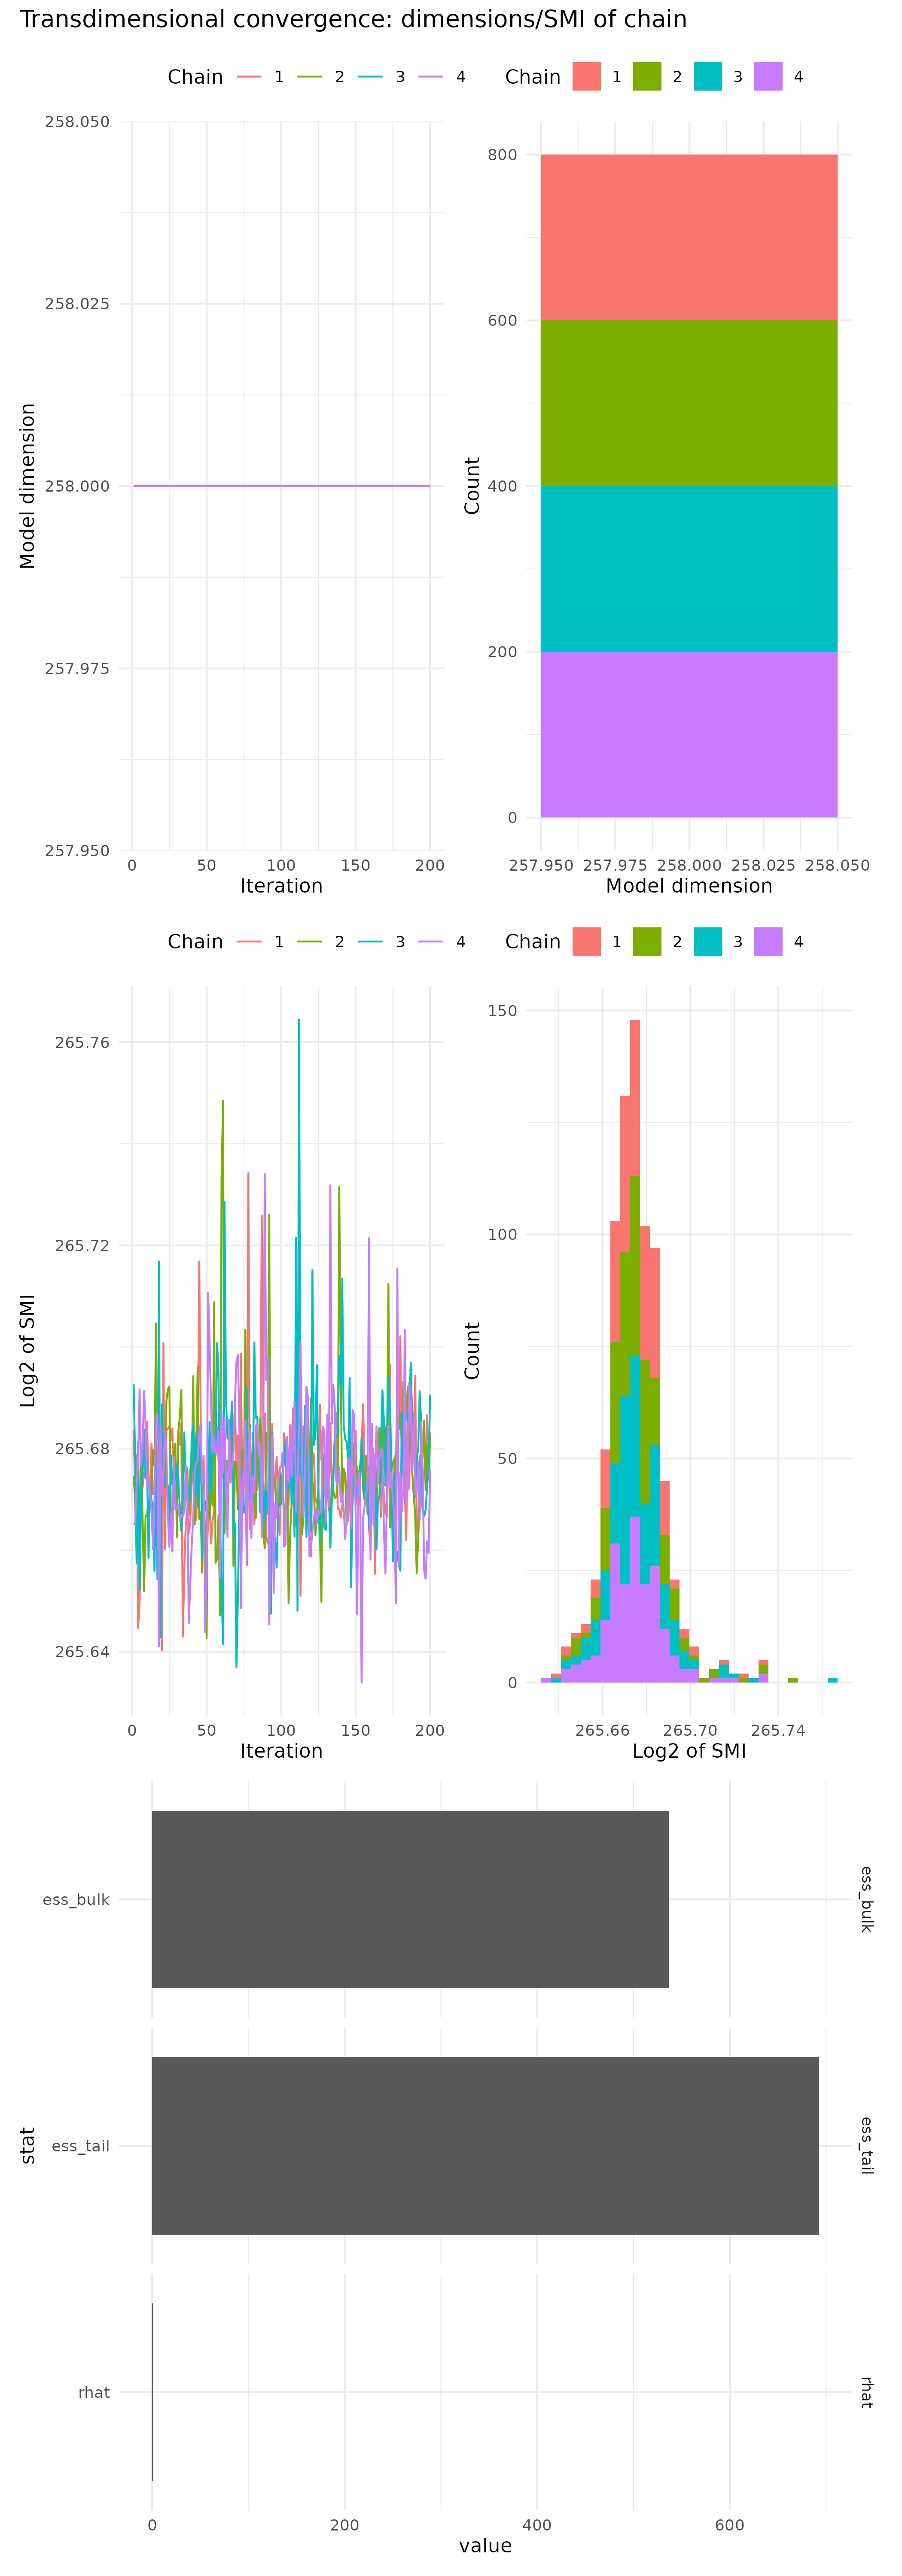 Transdimensional convergence: dimensions/SMI of chain
Chain 1 2 3 4
Chain 1 2 3 4
258.050
258.025
258.000
257.975
257.950
Model dimension
0 50 100 150 200
Iteration
800
600
400
200
0
Count
257.950 257.975 258.000 258.025 258.050
Model dimension
Chain 1 2 3 4
Chain 1 2 3 4
265.76
265.72
265.68
265.64
Log2 of SMI
0 50 100 150 200
Iteration
150
100
50
0
Count
265.66 265.70 265.74
Log2 of SMI
stat
ess_bulk
ess_bulk
ess_tail
ess_tail
rhat
rhat
0 200 400 600
value